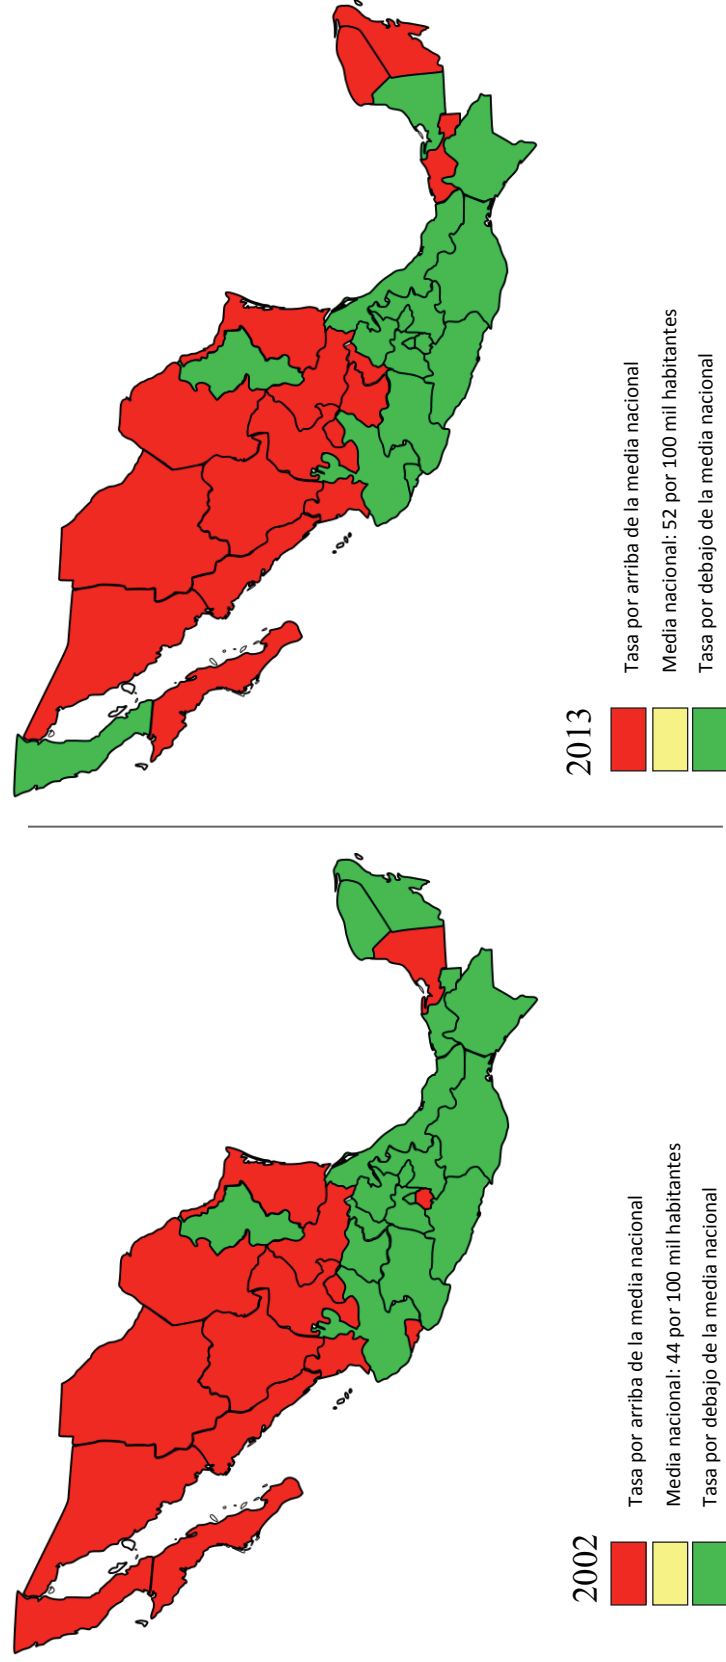 2002
Tasa por arriba de la media nacional
Media nacional: 44 por 100 mil habitantes
Tasa por debajo de la media nacional
2013
Tasa por arriba de la media nacional
Media nacional: 52 por 100 mil habitantes
Tasa por debajo de la media nacional